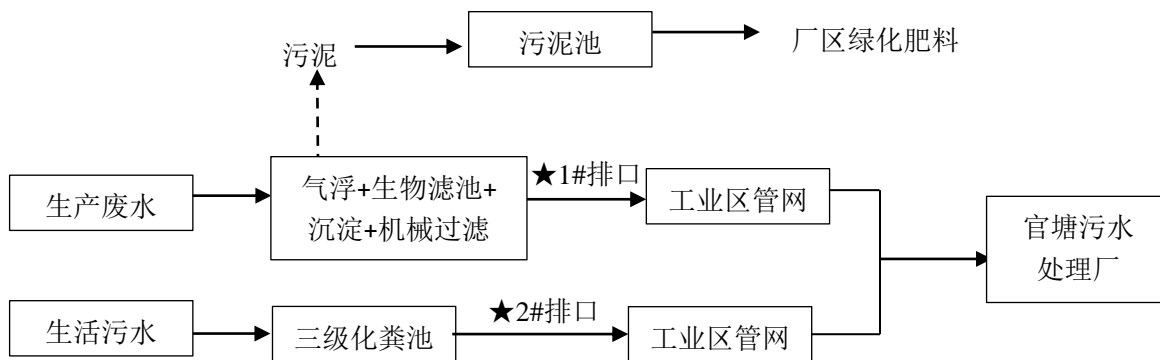 污泥
污泥池
厂区绿化肥料
生产废水
气浮+生物滤池+
沉淀+机械过滤
★1#排口
工业区管网
官塘污水
处理厂
生活污水
三级化粪池
★2#排口
工业区管网